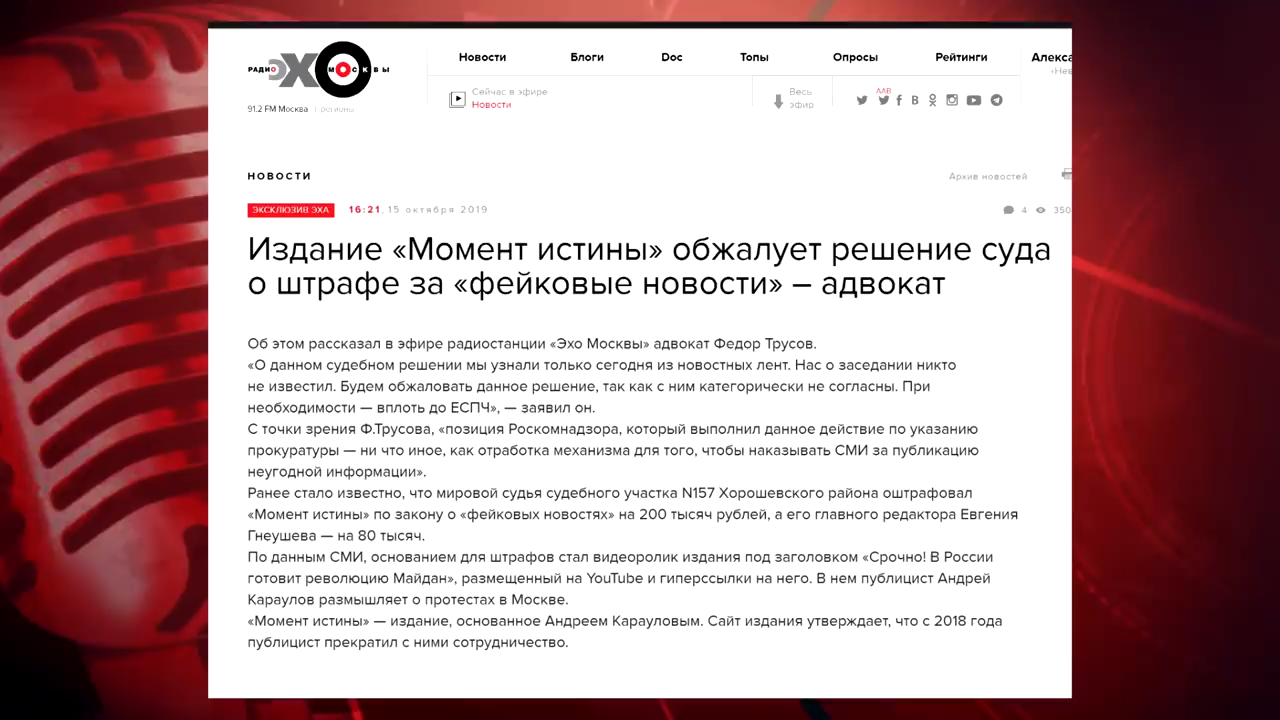 РАДИО ЭХО МОСКВЫ
Новости Блоги Doc Топы Опросы Рейтинги Алекса
Сейчас в эфире
Новости
Весь
эфир
ААВ
91.2 FM Москва | регионы
НОВОСТИ
Архив новостей
ЭКСКЛЮЗИВ ЭХА 16:21, 15 октября 2019
4 350
Издание «Момент истины» обжалует решение суда
о штрафе за «фейковые новости» – адвокат
Об этом рассказал в эфире радиостанции «Эхо Москвы» адвокат Федор Трусов.
«О данном судебном решении мы узнали только сегодня из новостных лент. Нас о заседании никто
не известил. Будем обжаловать данное решение, так как с ним категорически не согласны. При
необходимости — вплоть до ЕСПЧ», — заявил он.
С точки зрения Ф.Трусова, «позиция Роскомнадзора, который выполнил данное действие по указанию
прокуратуры — ни что иное, как отработка механизма для того, чтобы наказывать СМИ за публикацию
неугодной информации».
Ранее стало известно, что мировой судья судебного участка N157 Хорошевского района оштрафовал
«Момент истины» по закону о «фейковых новостях» на 200 тысяч рублей, а его главного редактора Евгения
Гнеушева — на 80 тысяч.
По данным СМИ, основанием для штрафов стал видеоролик издания под заголовком «Срочно! В России
готовит революцию Майдан», размещенный на YouTube и гиперссылки на него. В нем публицист Андрей
Караулов размышляет о протестах в Москве.
«Момент истины» — издание, основанное Андреем Карауловым. Сайт издания утверждает, что с 2018 года
публицист прекратил с ними сотрудничество.